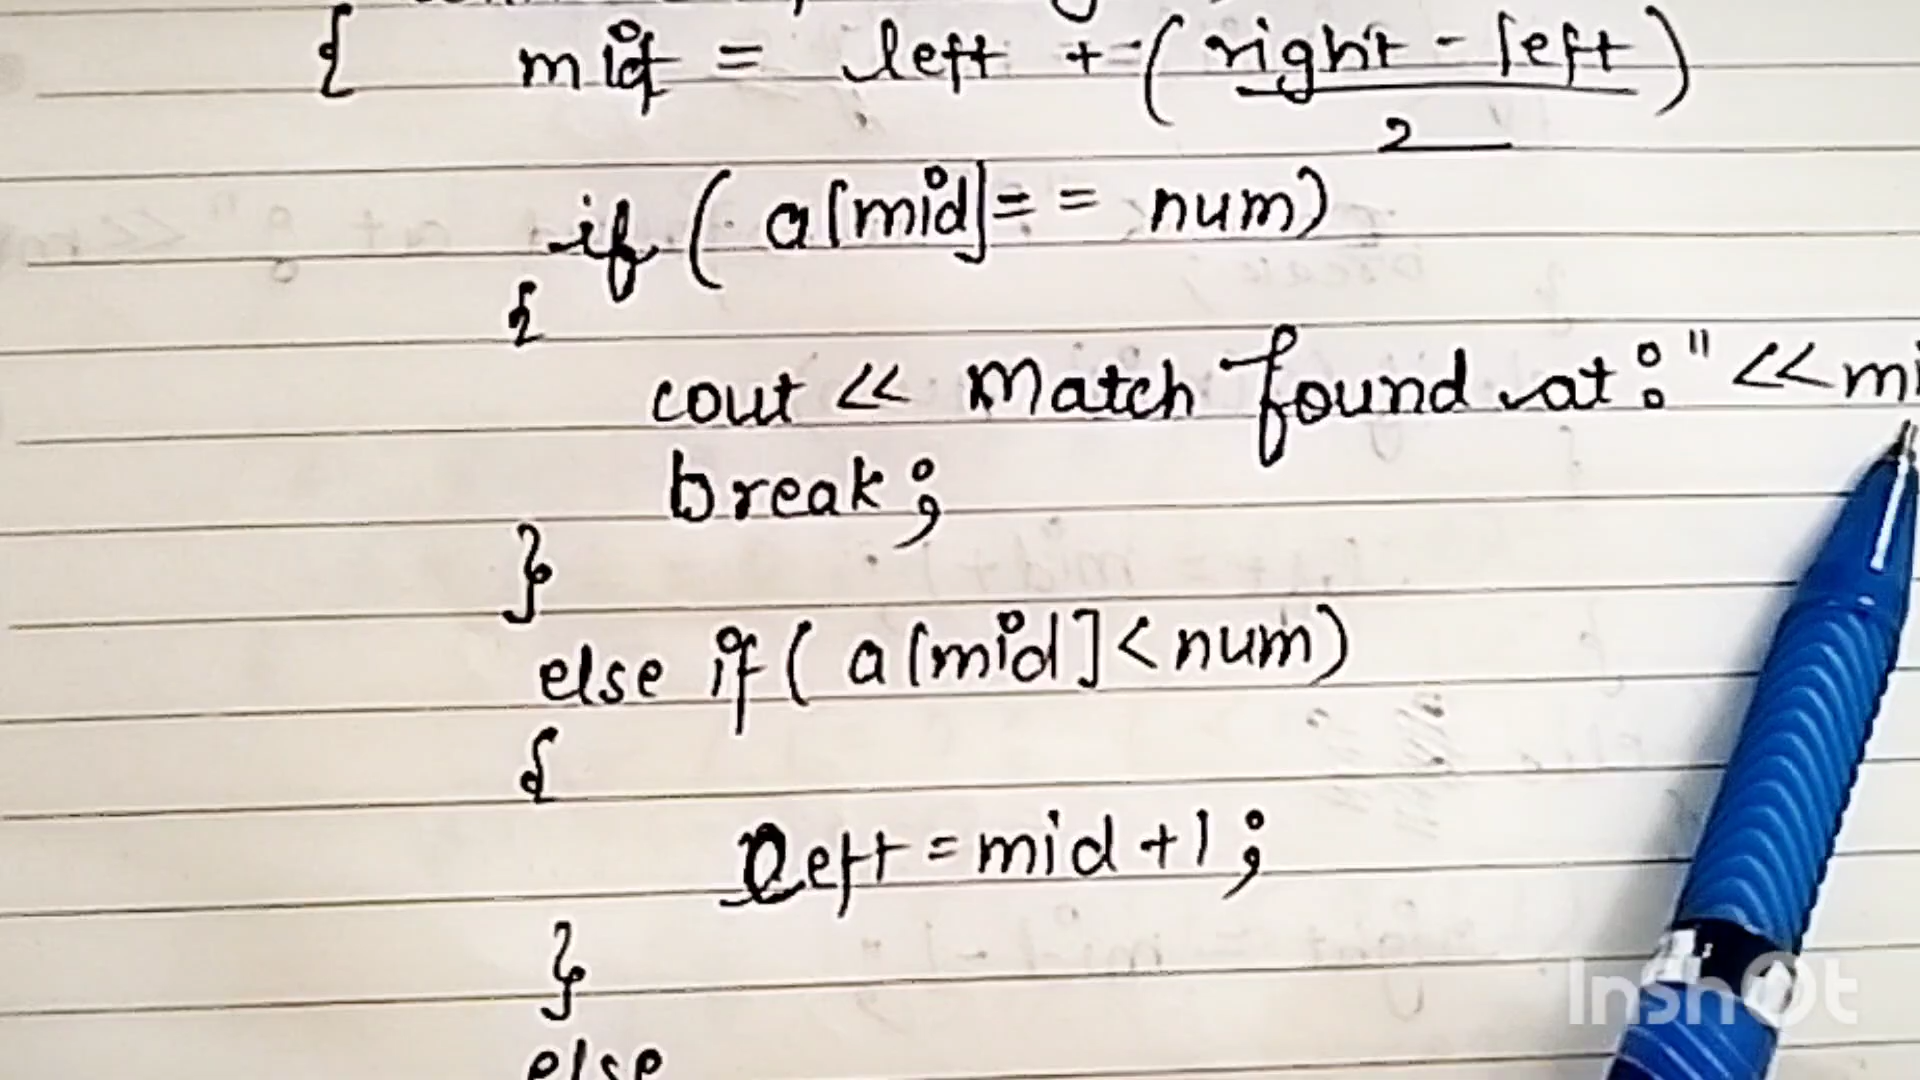 { mid = left + (right - left)
2
if ( a[mid] == num)
{
cout << Match found at : " << mi
break ;
}
else if ( a[mid] < num)
{
left = mid + 1 ;
}
else
InShot